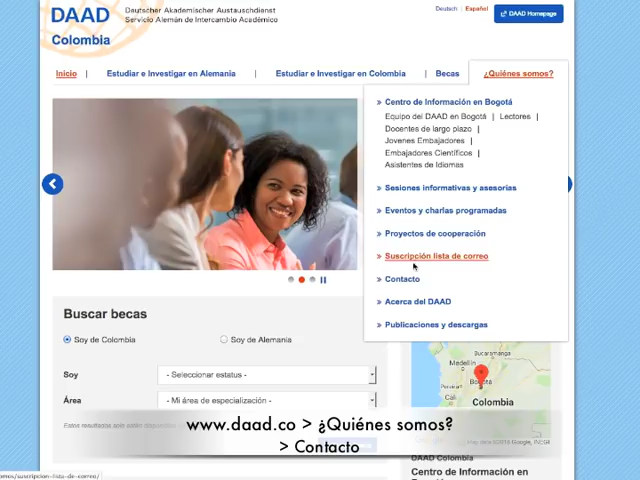 DAAD
Colombia
Deutscher Akademischer Austauschdienst
Servicio Alemán de Intercambio Académico
Deutsch | Español
DAAD Homepage
Inicio | Estudiar e Investigar en Alemania | Estudiar e Investigar en Colombia | Becas ¿Quiénes somos?
» Centro de Información en Bogotá
Equipo del DAAD en Bogotá | Lectores |
Docentes de largo plazo |
Jovenes Embajadores |
Embajadores Científicos |
Asistentes de Idiomas
» Sesiones informativas y asesorías
» Eventos y charlas programadas
» Proyectos de cooperación
» Suscripción lista de correo
» Contacto
» Acerca del DAAD
» Publicaciones y descargas
Buscar becas
Soy de Colombia Soy de Alemania
Soy - Seleccionar estatus -
Área - Mi área de especialización -
Bucaramanga
Medellín
Bogotá
Colombia
www.daad.co > ¿Quiénes somos?
> Contacto
DAAD Colombia
Centro de Información en